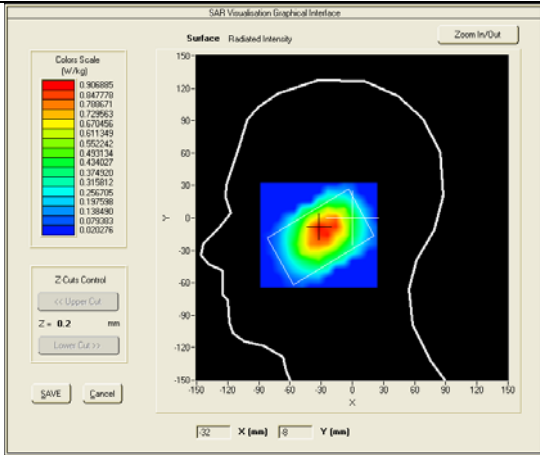 SAR Visualisation Graphical Interface
Surface Radiated Intensity
Zoom In/Out
Colors Scale
(W/kg)
0.906885
0.847778
0.788671
0.729563
0.670456
0.611349
0.552242
0.493134
0.434027
0.374920
0.315812
0.256705
0.197598
0.138490
0.079383
0.020276
Z-Cuts Control
<< Upper Cut
Z = 0.2 mm
Lower Cut >>
SAVE Cancel
150
120
90
60
30
Y 0
-30
-60
-90
-120
-150
-150 -120 -90 -60 -30 0 30 60 90 120 150
X
-32 X (mm) -8 Y (mm)